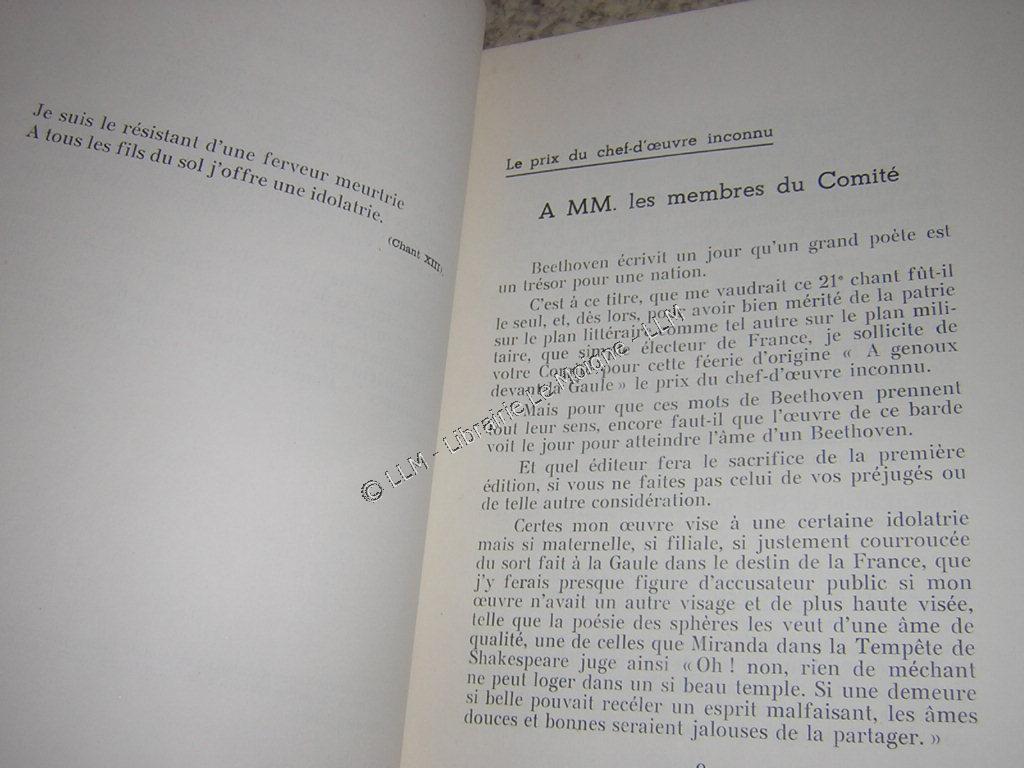 Je suis le résistant d'une ferveur meurtrie
A tous les fils du sol j'offre une idolatrie.
(Chant XIII).
Le prix du chef-d'œuvre inconnu
A MM. les membres du Comité
Beethoven écrivit un jour qu'un grand poète est
un trésor pour une nation.
C'est à ce titre, que me vaudrait ce 21e chant fût-il
le seul, et, dès lors, pour avoir bien mérité de la patrie
sur le plan littéraire comme tel autre sur le plan mili-
taire, que simple électeur de France, je sollicite de
votre Comité pour cette féerie d'origine « A genoux
devant la Gaule » le prix du chef-d'œuvre inconnu.
Mais pour que ces mots de Beethoven prennent
tout leur sens, encore faut-il que l'œuvre de ce barde
voit le jour pour atteindre l'âme d'un Beethoven.
Et quel éditeur fera le sacrifice de la première
édition, si vous ne faites pas celui de vos préjugés ou
de telle autre considération.
Certes mon œuvre vise à une certaine idolatrie
mais si maternelle, si filiale, si justement courroucée
du sort fait à la Gaule dans le destin de la France, que
j'y ferais presque figure d'accusateur public si mon
œuvre n'avait un autre visage et de plus haute visée,
telle que la poésie des sphères les veut d'une âme de
qualité, une de celles que Miranda dans la Tempête de
Shakespeare juge ainsi « Oh ! non, rien de méchant
ne peut loger dans un si beau temple. Si une demeure
si belle pouvait recéler un esprit malfaisant, les âmes
douces et bonnes seraient jalouses de la partager. »
© LLM - Librairie Le Moigne - LLM